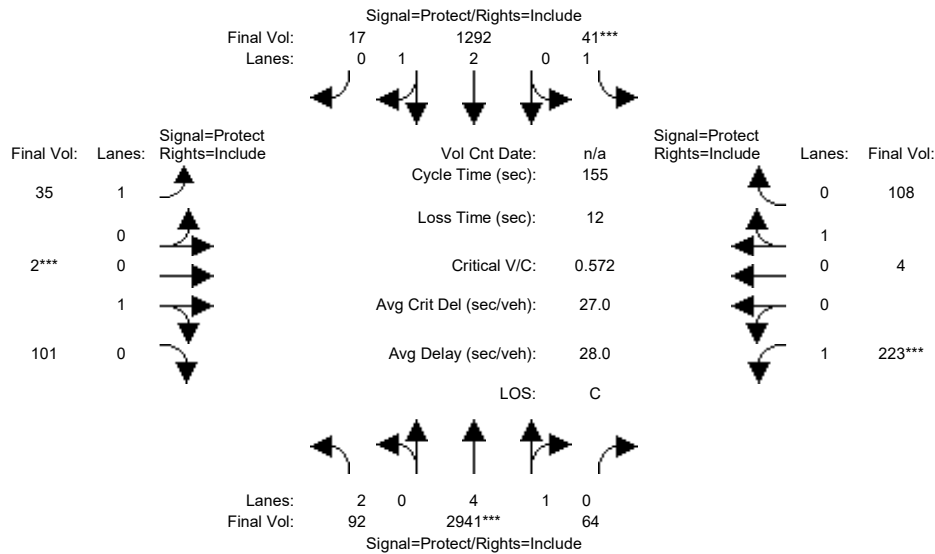 Signal=Protect/Rights=Include
Final Vol: 17 1292 41***
Lanes: 0 1 2 0 1
Signal=Protect
Final Vol: Lanes: Rights=Include
Vol Cnt Date: n/a
Signal=Protect
Rights=Include Lanes: Final Vol:
Cycle Time (sec): 155
35 1
0 108
Loss Time (sec): 12
0
1
2*** 0
Critical V/C: 0.572
0 4
1
Avg Crit Del (sec/veh): 27.0
0
101 0
Avg Delay (sec/veh): 28.0
1 223***
LOS: C
Lanes: 2 0 4 1 0
Final Vol: 92 2941*** 64
Signal=Protect/Rights=Include